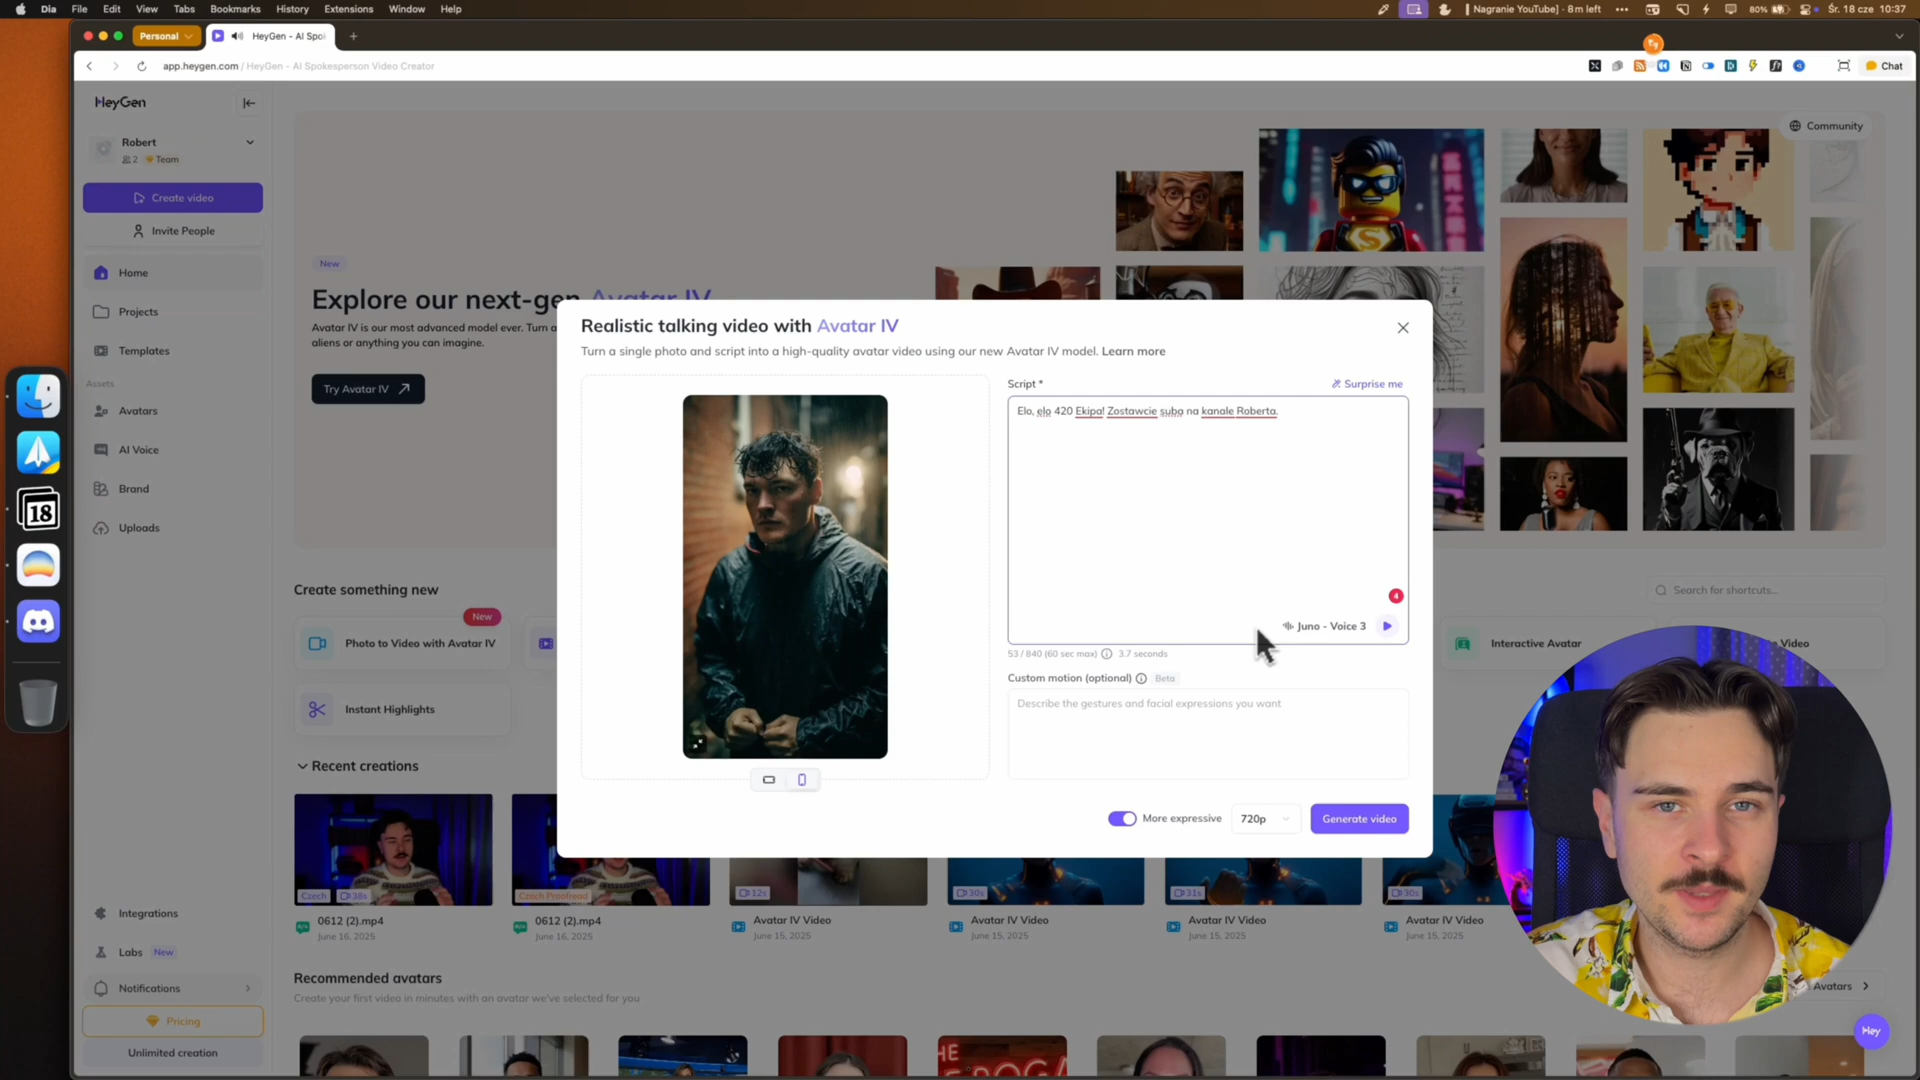 Dia File Edit View Tabs Bookmarks History Extensions Window Help
Nagranie YouTube] · 8m left ••• 80% Śr. 18 cze 10:37
Personal
HeyGen - AI Spo
app.heygen.com / HeyGen - AI Spokesperson Video Creator
Chat
HeyGen
Robert
2 Team
Create video
Invite People
Home
Projects
Templates
Assets
Avatars
AI Voice
Brand
Uploads
Integrations
Labs New
Notifications
Pricing
Unlimited creation
18
Community
New
Explore our next-gen Avatar IV
Avatar IV is our most advanced model ever. Turn a
aliens or anything you can imagine.
Try Avatar IV
Realistic talking video with Avatar IV
Turn a single photo and script into a high-quality avatar video using our new Avatar IV model. Learn more
Script *
Surprise me
Elo, elo 420 Ekipa! Zostawcie suba na kanale Roberta.
4
Juno - Voice 3
53 / 840 (60 sec max) 3.7 seconds
Custom motion (optional) Beta
Describe the gestures and facial expressions you want
More expressive
720p
Generate video
Create something new
Search for shortcuts...
New
Photo to Video with Avatar IV
Interactive Avatar
Video
Instant Highlights
Recent creations
Czech 38s
Czech Proofread
12s
30s
31s
30s
0612 (2).mp4
June 16, 2025
0612 (2).mp4
June 16, 2025
Avatar IV Video
June 15, 2025
Avatar IV Video
June 15, 2025
Avatar IV Video
June 15, 2025
Avatar IV Video
June 15, 2025
Recommended avatars
Create your first video in minutes with an avatar we've selected for you
Avatars
Hey